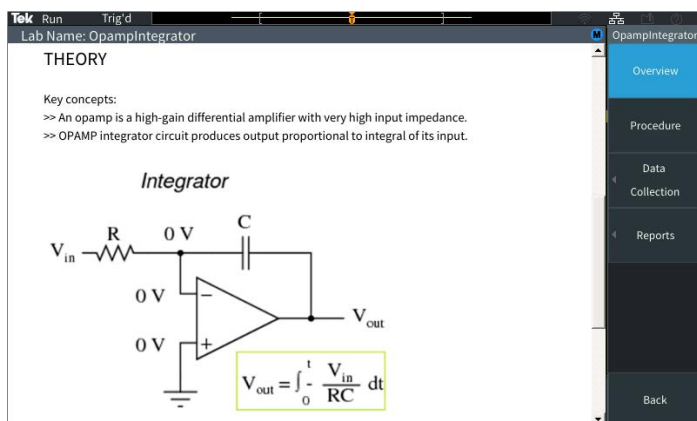 Tek Run Trig'd
Lab Name: OpampIntegrator
M
OpampIntegrator
THEORY
Key concepts:
>> An opamp is a high-gain differential amplifier with very high input impedance.
>> OPAMP integrator circuit produces output proportional to integral of its input.
Integrator
R 0 V C
Vin
0 V
Vout
0 V
Vout = ∫0t - Vin/RC dt
Overview
Procedure
Data
Collection
Reports
Back